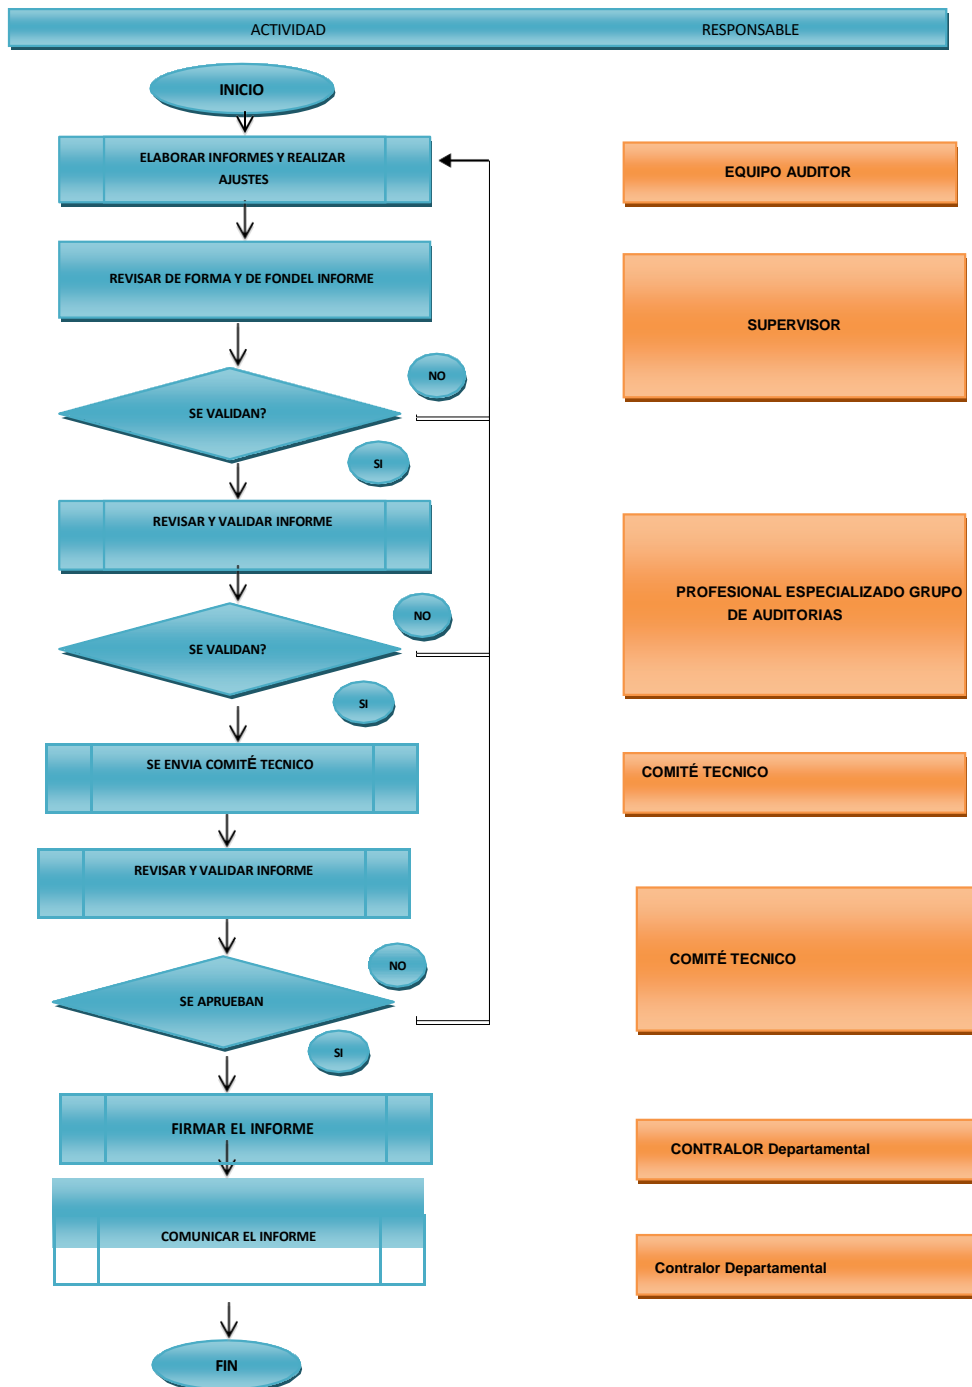 ACTIVIDAD RESPONSABLE
INICIO
ELABORAR INFORMES Y REALIZAR
AJUSTES
EQUIPO AUDITOR
REVISAR DE FORMA Y DE FONDEL INFORME
SUPERVISOR
NO
SE VALIDAN?
SI
REVISAR Y VALIDAR INFORME
PROFESIONAL ESPECIALIZADO GRUPO
DE AUDITORIAS
NO
SE VALIDAN?
SI
SE ENVIA COMITÉ TECNICO
COMITÉ TECNICO
REVISAR Y VALIDAR INFORME
COMITÉ TECNICO
NO
SE APRUEBAN
SI
FIRMAR EL INFORME
CONTRALOR Departamental
COMUNICAR EL INFORME
Contralor Departamental
FIN